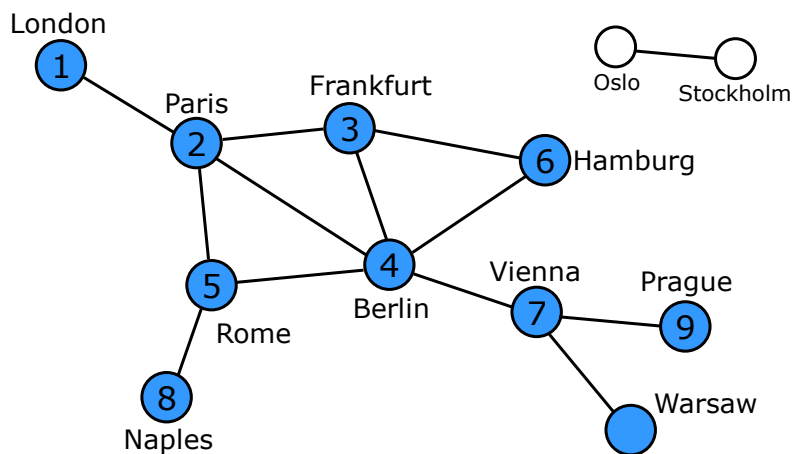 London
1
Paris
2
Frankfurt
3
Oslo
Stockholm
6
Hamburg
4
Berlin
5
Rome
Vienna
7
Prague
9
8
Naples
Warsaw